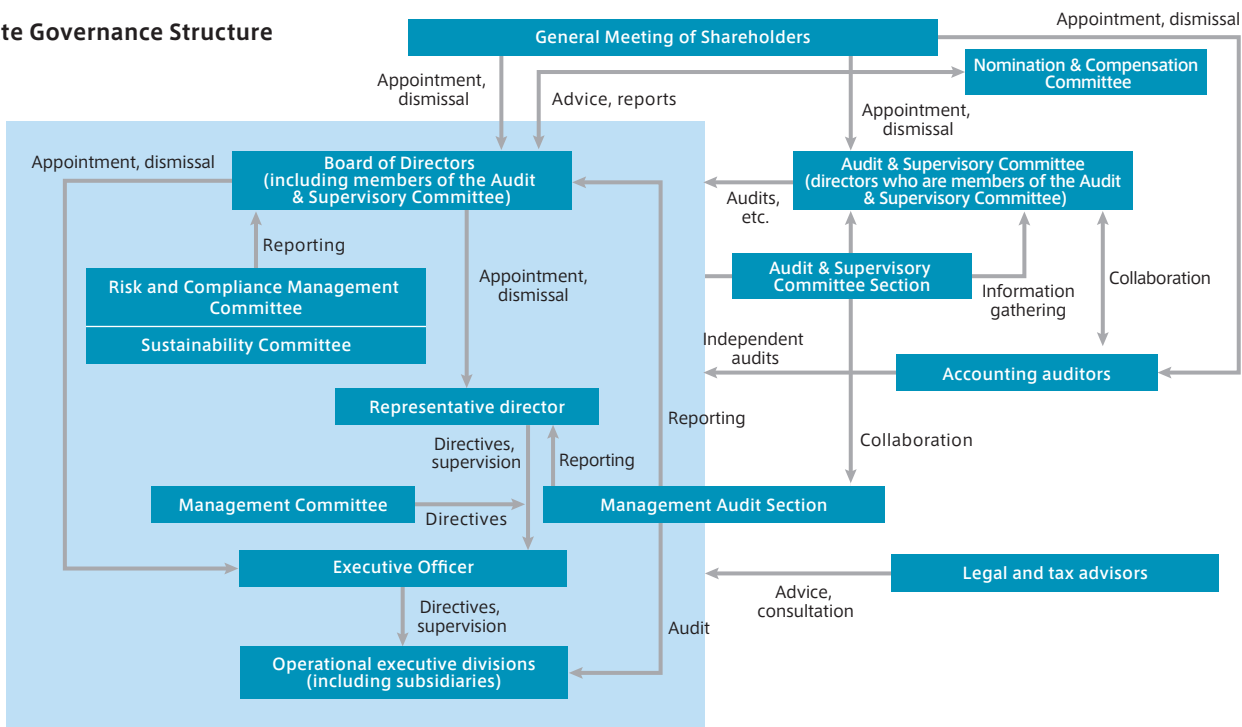 te Governance Structure
General Meeting of Shareholders
Appointment, dismissal
Nomination & Compensation
Committee
Appointment,
dismissal
Advice, reports
Appointment,
dismissal
Appointment, dismissal
Board of Directors
(including members of the Audit
& Supervisory Committee)
Audit & Supervisory Committee
(directors who are members of the Audit
& Supervisory Committee)
Audits,
etc.
Reporting
Risk and Compliance Management
Committee
Sustainability Committee
Appointment,
dismissal
Audit & Supervisory
Committee Section
Information
gathering
Collaboration
Independent
audits
Accounting auditors
Representative director
Reporting
Directives,
supervision
Reporting
Collaboration
Management Committee
Directives
Management Audit Section
Executive Officer
Legal and tax advisors
Advice,
consultation
Directives,
supervision
Audit
Operational executive divisions
(including subsidiaries)